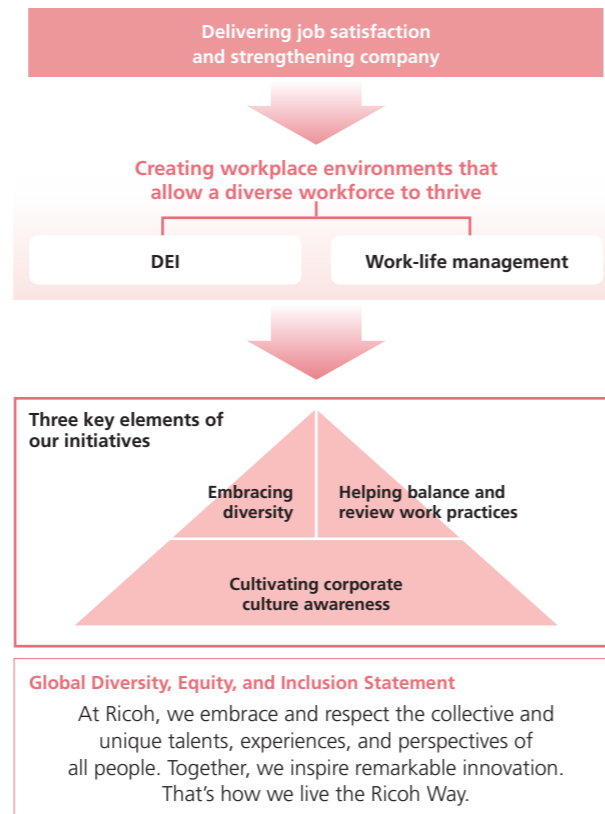 Delivering job satisfaction
and strengthening company
Creating workplace environments that
allow a diverse workforce to thrive
DEI
Work-life management
Three key elements of
our initiatives
Embracing
diversity
Helping balance and
review work practices
Cultivating corporate
culture awareness
Global Diversity, Equity, and Inclusion Statement
At Ricoh, we embrace and respect the collective and
unique talents, experiences, and perspectives of
all people. Together, we inspire remarkable innovation.
That’s how we live the Ricoh Way.